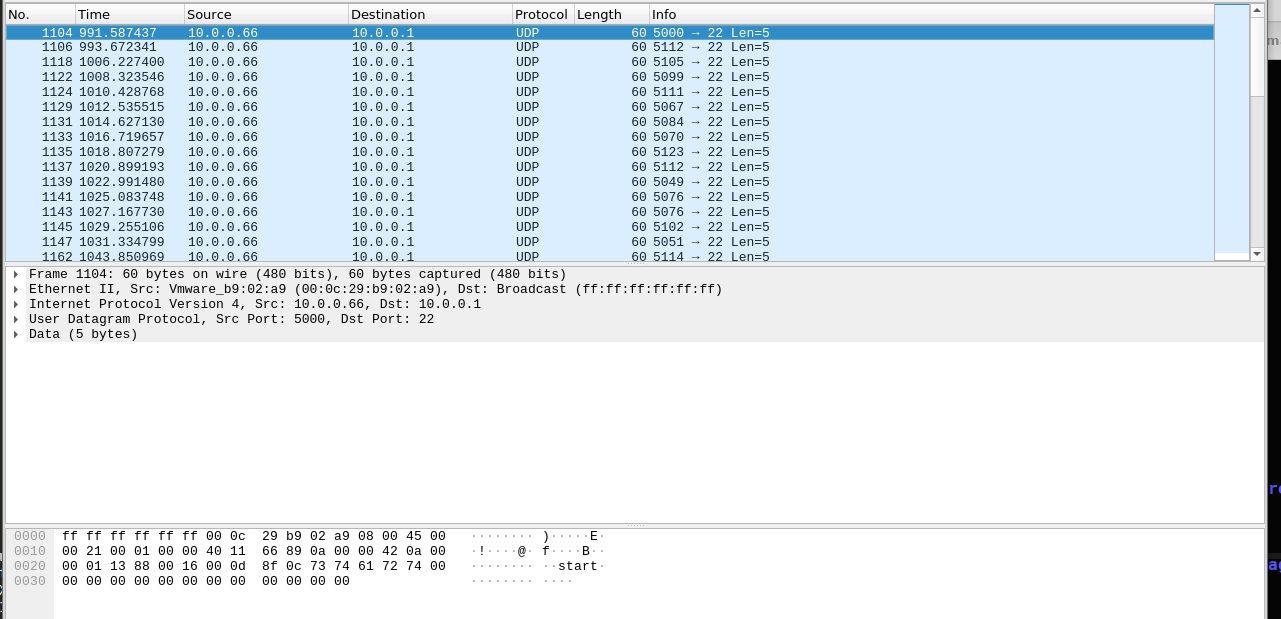 No. Time Source Destination Protocol Length Info
1104 991.587437 10.0.0.66 10.0.0.1 UDP 60 5000 → 22 Len=5
1106 993.672341 10.0.0.66 10.0.0.1 UDP 60 5112 → 22 Len=5
1118 1006.227400 10.0.0.66 10.0.0.1 UDP 60 5105 → 22 Len=5
1122 1008.323546 10.0.0.66 10.0.0.1 UDP 60 5099 → 22 Len=5
1124 1010.428768 10.0.0.66 10.0.0.1 UDP 60 5111 → 22 Len=5
1129 1012.535515 10.0.0.66 10.0.0.1 UDP 60 5067 → 22 Len=5
1131 1014.627130 10.0.0.66 10.0.0.1 UDP 60 5084 → 22 Len=5
1133 1016.719657 10.0.0.66 10.0.0.1 UDP 60 5070 → 22 Len=5
1135 1018.807279 10.0.0.66 10.0.0.1 UDP 60 5123 → 22 Len=5
1137 1020.899193 10.0.0.66 10.0.0.1 UDP 60 5112 → 22 Len=5
1139 1022.991480 10.0.0.66 10.0.0.1 UDP 60 5049 → 22 Len=5
1141 1025.083748 10.0.0.66 10.0.0.1 UDP 60 5076 → 22 Len=5
1143 1027.167730 10.0.0.66 10.0.0.1 UDP 60 5076 → 22 Len=5
1145 1029.255106 10.0.0.66 10.0.0.1 UDP 60 5102 → 22 Len=5
1147 1031.334799 10.0.0.66 10.0.0.1 UDP 60 5051 → 22 Len=5
1162 1043.850969 10.0.0.66 10.0.0.1 UDP 60 5114 → 22 Len=5
Frame 1104: 60 bytes on wire (480 bits), 60 bytes captured (480 bits)
Ethernet II, Src: Vmware_b9:02:a9 (00:0c:29:b9:02:a9), Dst: Broadcast (ff:ff:ff:ff:ff:ff)
Internet Protocol Version 4, Src: 10.0.0.66, Dst: 10.0.0.1
User Datagram Protocol, Src Port: 5000, Dst Port: 22
Data (5 bytes)
0000 ff ff ff ff ff ff 00 0c 29 b9 02 a9 08 00 45 00 ········ )·····E·
0010 00 21 00 01 00 00 40 11 66 89 0a 00 00 42 0a 00 ·!····@· f····B··
0020 00 01 13 88 00 16 00 0d 8f 0c 73 74 61 72 74 00 ········ ··start·
0030 00 00 00 00 00 00 00 00 00 00 00 00 ········ ····